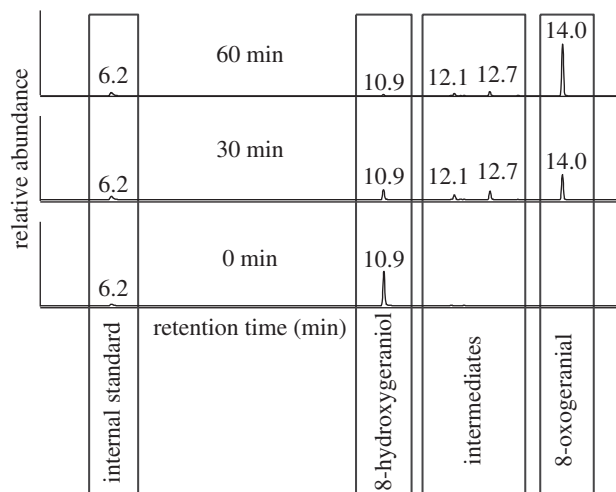 60 min
14.0
6.2
10.9
12.1
12.7
relative abundance
30 min
14.0
6.2
10.9
12.1
12.7
0 min
10.9
6.2
retention time (min)
internal standard
8-hydroxygeraniol
intermediates
8-oxogeranial